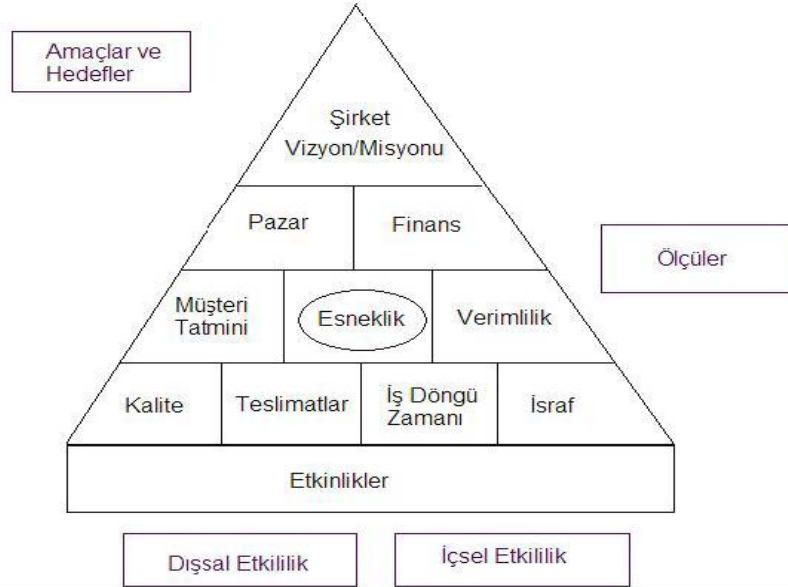 Amaçlar ve
Hedefler
Şirket
Vizyon/Misyonu
Pazar
Finans
Ölçüler
Müşteri
Tatmini
Esneklik
Verimlilik
Kalite
Teslimatlar
İş Döngü
Zamanı
İsraf
Etkinlikler
Dışsal Etkililik
İçsel Etkililik